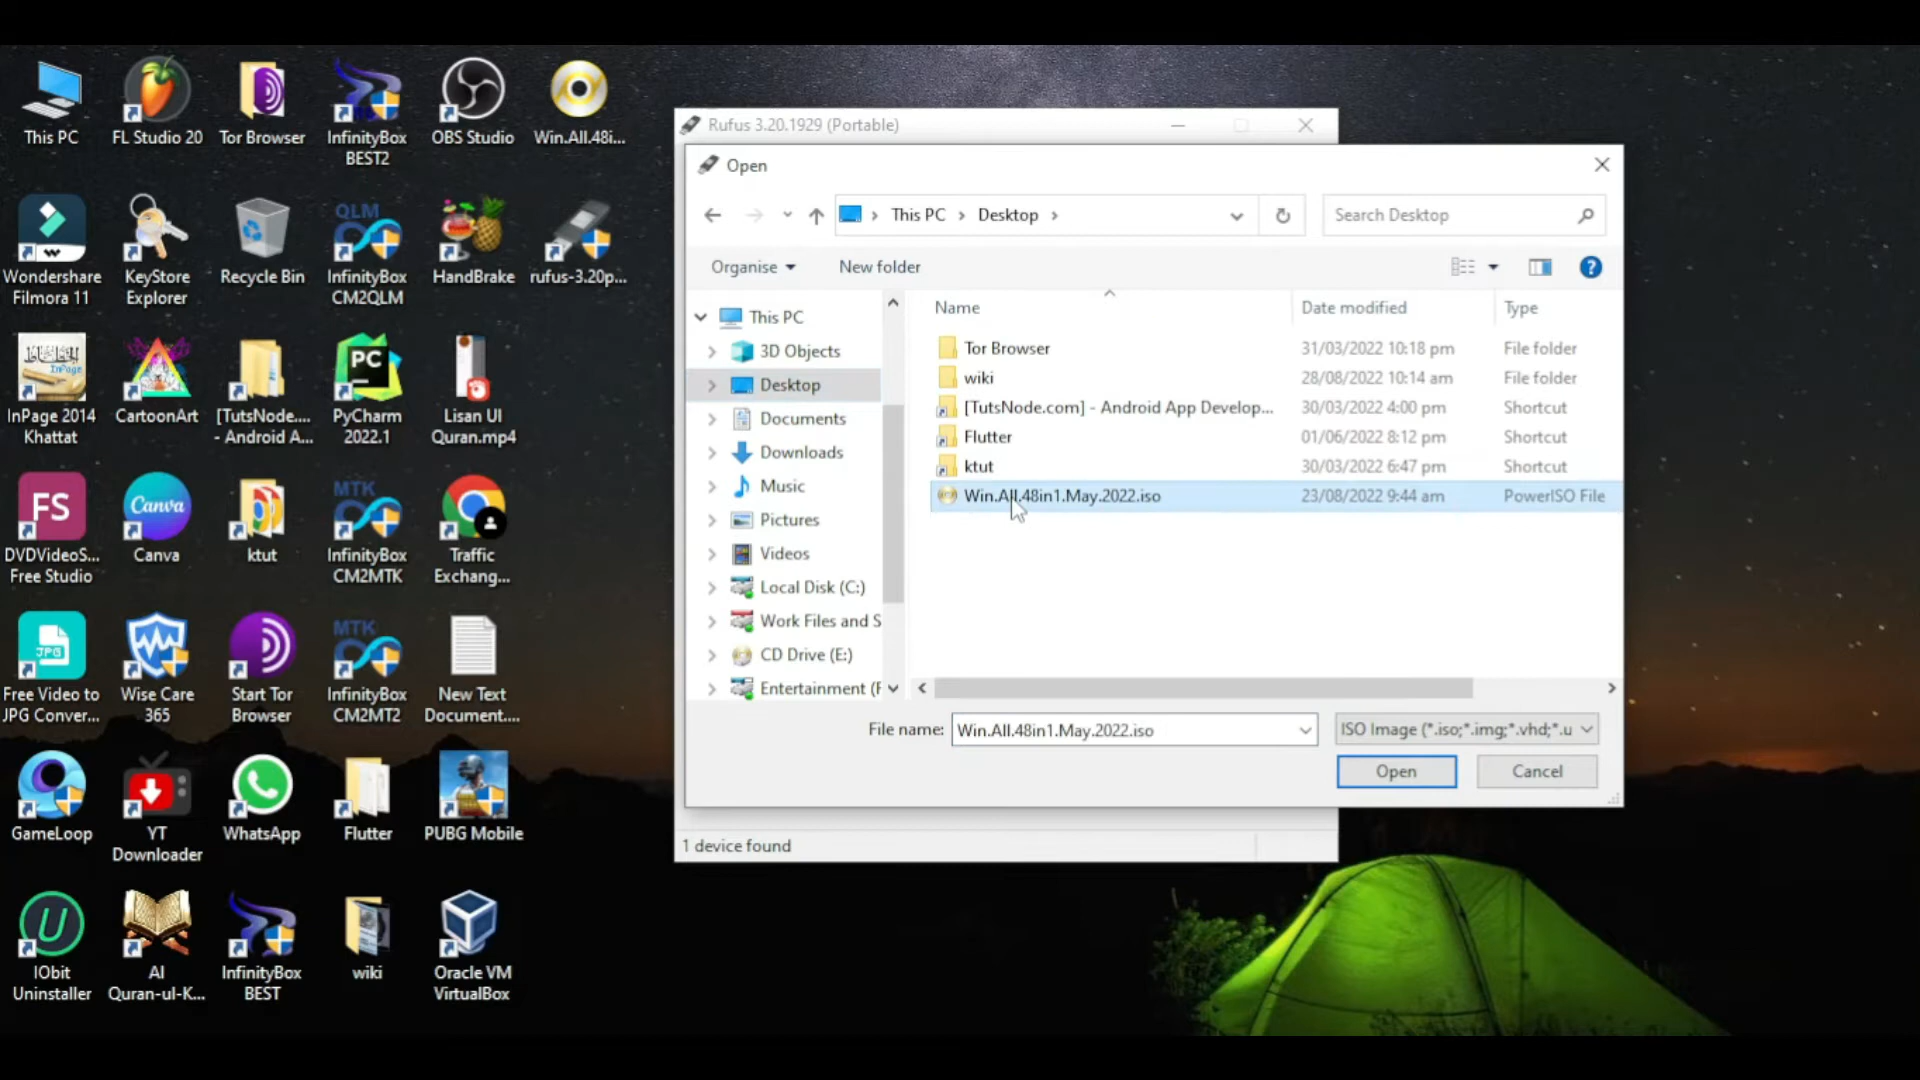 This PC
FL Studio 20
Tor Browser
InfinityBox
BEST2
OBS Studio
Win.All.48i...
Wondershare
Filmora 11
KeyStore
Explorer
Recycle Bin
QLM
InfinityBox
CM2QLM
HandBrake
rufus-3.20p...
InPage
InPage 2014
Khattat
CartoonArt
[TutsNode....
- Android A...
PC
PyCharm
2022.1
Lisan Ul
Quran.mp4
FS
DVDVideoS...
Free Studio
Canva
Canva
ktut
MTK
InfinityBox
CM2MTK
Traffic
Exchang...
JPG
Free Video to
JPG Conver...
Wise Care
365
Start Tor
Browser
MTK
InfinityBox
CM2MT2
New Text
Document....
GameLoop
YT
Downloader
WhatsApp
Flutter
PUBG Mobile
IObit
Uninstaller
Al
Quran-ul-K...
InfinityBox
BEST
wiki
Oracle VM
VirtualBox
Rufus 3.20.1929 (Portable)
Open
This PC > Desktop >
Search Desktop
Organise
New folder
This PC
3D Objects
Desktop
Documents
Downloads
Music
Pictures
Videos
Local Disk (C:)
Work Files and S
CD Drive (E:)
Entertainment (F
Name Date modified Type
Tor Browser 31/03/2022 10:18 pm File folder
wiki 28/08/2022 10:14 am File folder
[TutsNode.com] - Android App Develop... 30/03/2022 4:00 pm Shortcut
Flutter 01/06/2022 8:12 pm Shortcut
ktut 30/03/2022 6:47 pm Shortcut
Win.All.48in1.May.2022.iso 23/08/2022 9:44 am PowerISO File
File name: Win.All.48in1.May.2022.iso
ISO Image (*.iso;*.img;*.vhd;*.u
Open
Cancel
1 device found